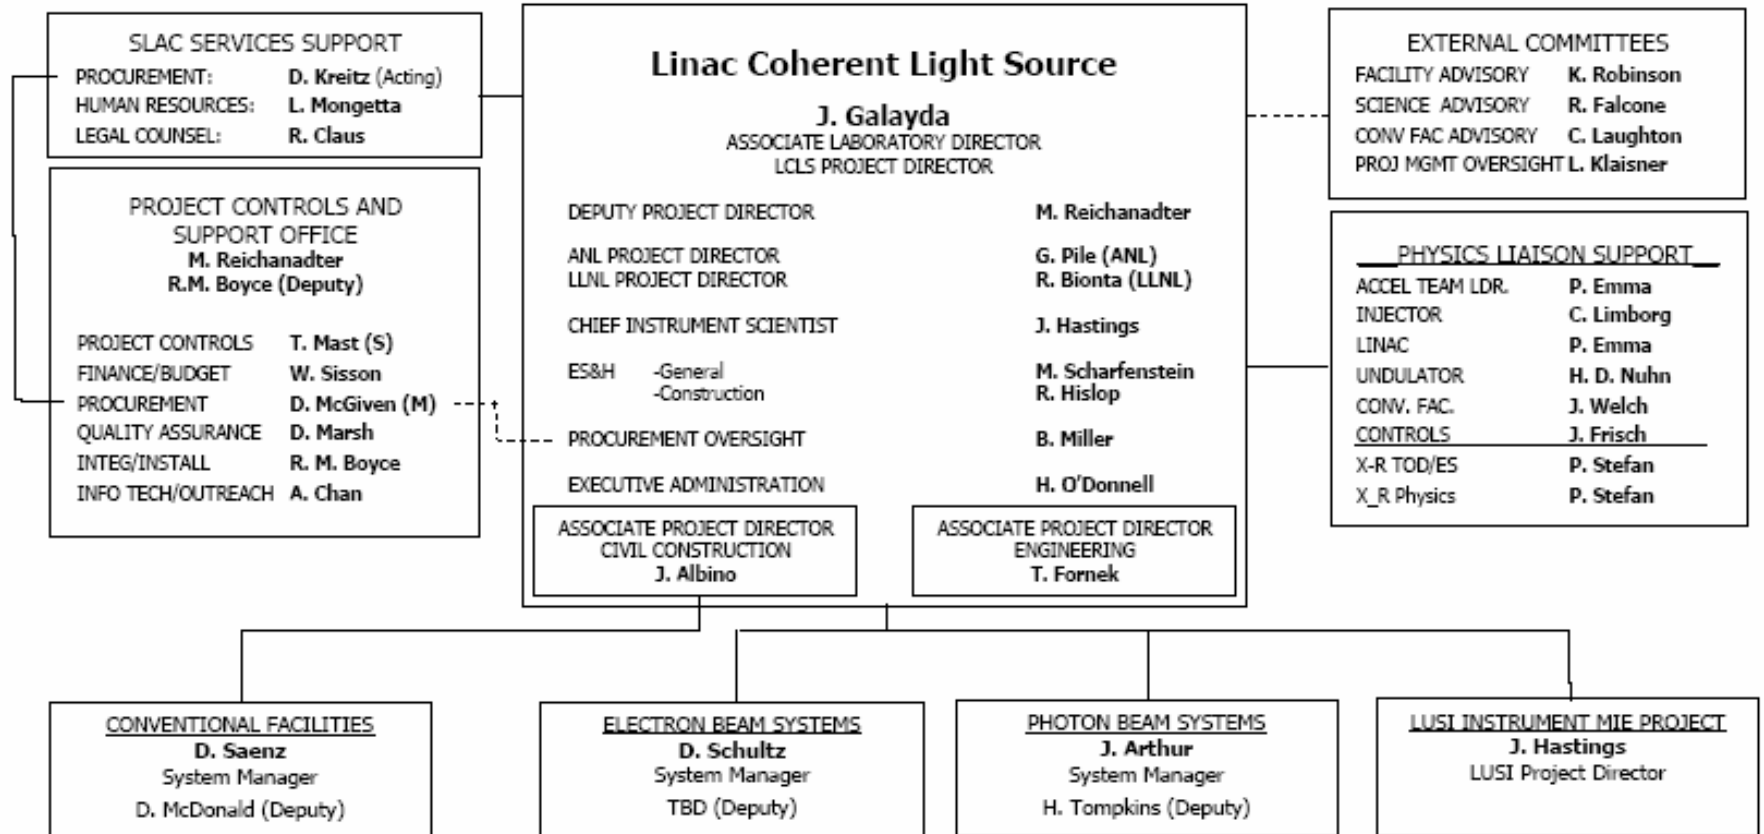 SLAC SERVICES SUPPORT
PROCUREMENT: D. Kreitz (Acting)
HUMAN RESOURCES: L. Mongetta
LEGAL COUNSEL: R. Claus
PROJECT CONTROLS AND
SUPPORT OFFICE
M. Reichanadter
R.M. Boyce (Deputy)
PROJECT CONTROLS T. Mast (S)
FINANCE/BUDGET W. Sisson
PROCUREMENT D. McGiven (M)
QUALITY ASSURANCE D. Marsh
INTEG/INSTALL R. M. Boyce
INFO TECH/OUTREACH A. Chan
Linac Coherent Light Source
J. Galayda
ASSOCIATE LABORATORY DIRECTOR
LCLS PROJECT DIRECTOR
DEPUTY PROJECT DIRECTOR M. Reichanadter
ANL PROJECT DIRECTOR G. Pile (ANL)
LLNL PROJECT DIRECTOR R. Bionta (LLNL)
CHIEF INSTRUMENT SCIENTIST J. Hastings
ES&H -General M. Scharfenstein
-Construction R. Hislop
PROCUREMENT OVERSIGHT B. Miller
EXECUTIVE ADMINISTRATION H. O'Donnell
ASSOCIATE PROJECT DIRECTOR
CIVIL CONSTRUCTION
J. Albino
ASSOCIATE PROJECT DIRECTOR
ENGINEERING
T. Fornek
EXTERNAL COMMITTEES
FACILITY ADVISORY K. Robinson
SCIENCE ADVISORY R. Falcone
CONV FAC ADVISORY C. Laughton
PROJ MGMT OVERSIGHT L. Klaisner
PHYSICS LIAISON SUPPORT
ACCEL TEAM LDR. P. Emma
INJECTOR C. Limborg
LINAC P. Emma
UNDULATOR H. D. Nuhn
CONV. FAC. J. Welch
CONTROLS J. Frisch
X-R TOD/ES P. Stefan
X_R Physics P. Stefan
CONVENTIONAL FACILITIES
D. Saenz
System Manager
D. McDonald (Deputy)
ELECTRON BEAM SYSTEMS
D. Schultz
System Manager
TBD (Deputy)
PHOTON BEAM SYSTEMS
J. Arthur
System Manager
H. Tompkins (Deputy)
LUSI INSTRUMENT MIE PROJECT
J. Hastings
LUSI Project Director